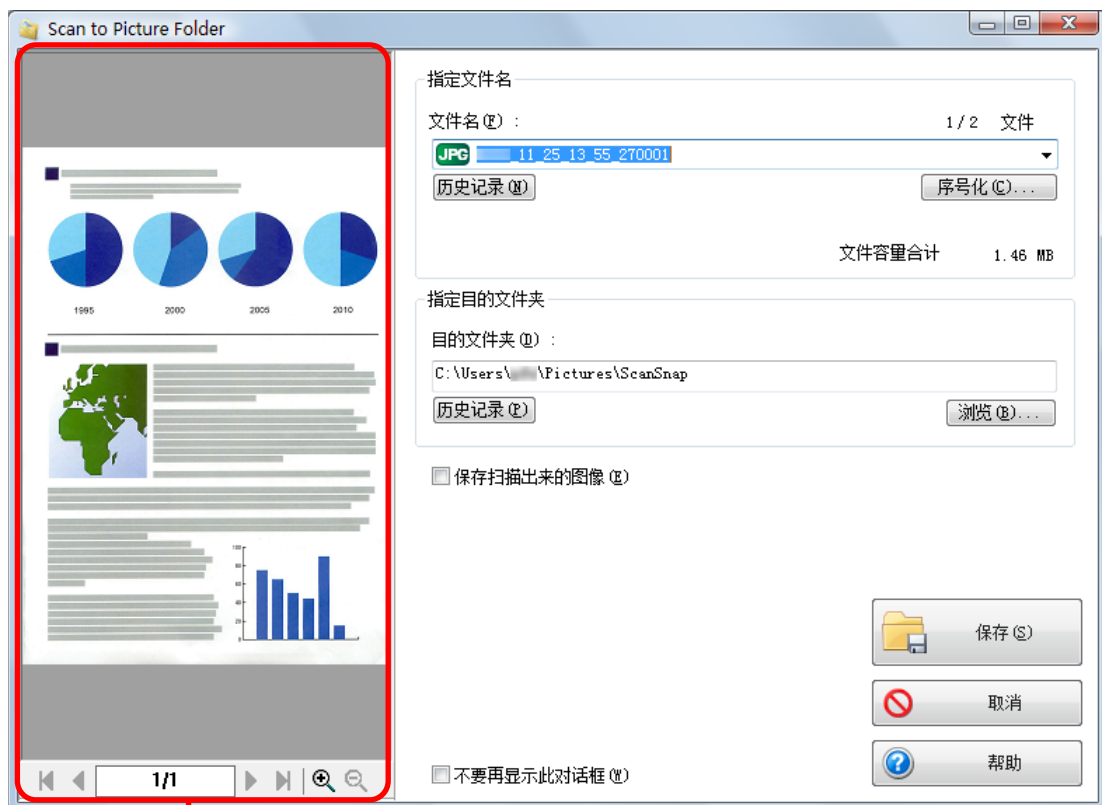 Scan to Picture Folder
1995 2000 2005 2010
1/1
指定文件名
文件名(F) :
1/2 文件
JPG _11_25_13_55_270001
历史记录(N)
序号化(C)...
文件容量合计 1.46 MB
指定目的文件夹
目的文件夹(D) :
C:\Users\ \Pictures\ScanSnap
历史记录(P)
浏览(B)...
保存扫描出来的图像(E)
保存(S)
取消
帮助
不要再显示此对话框(W)